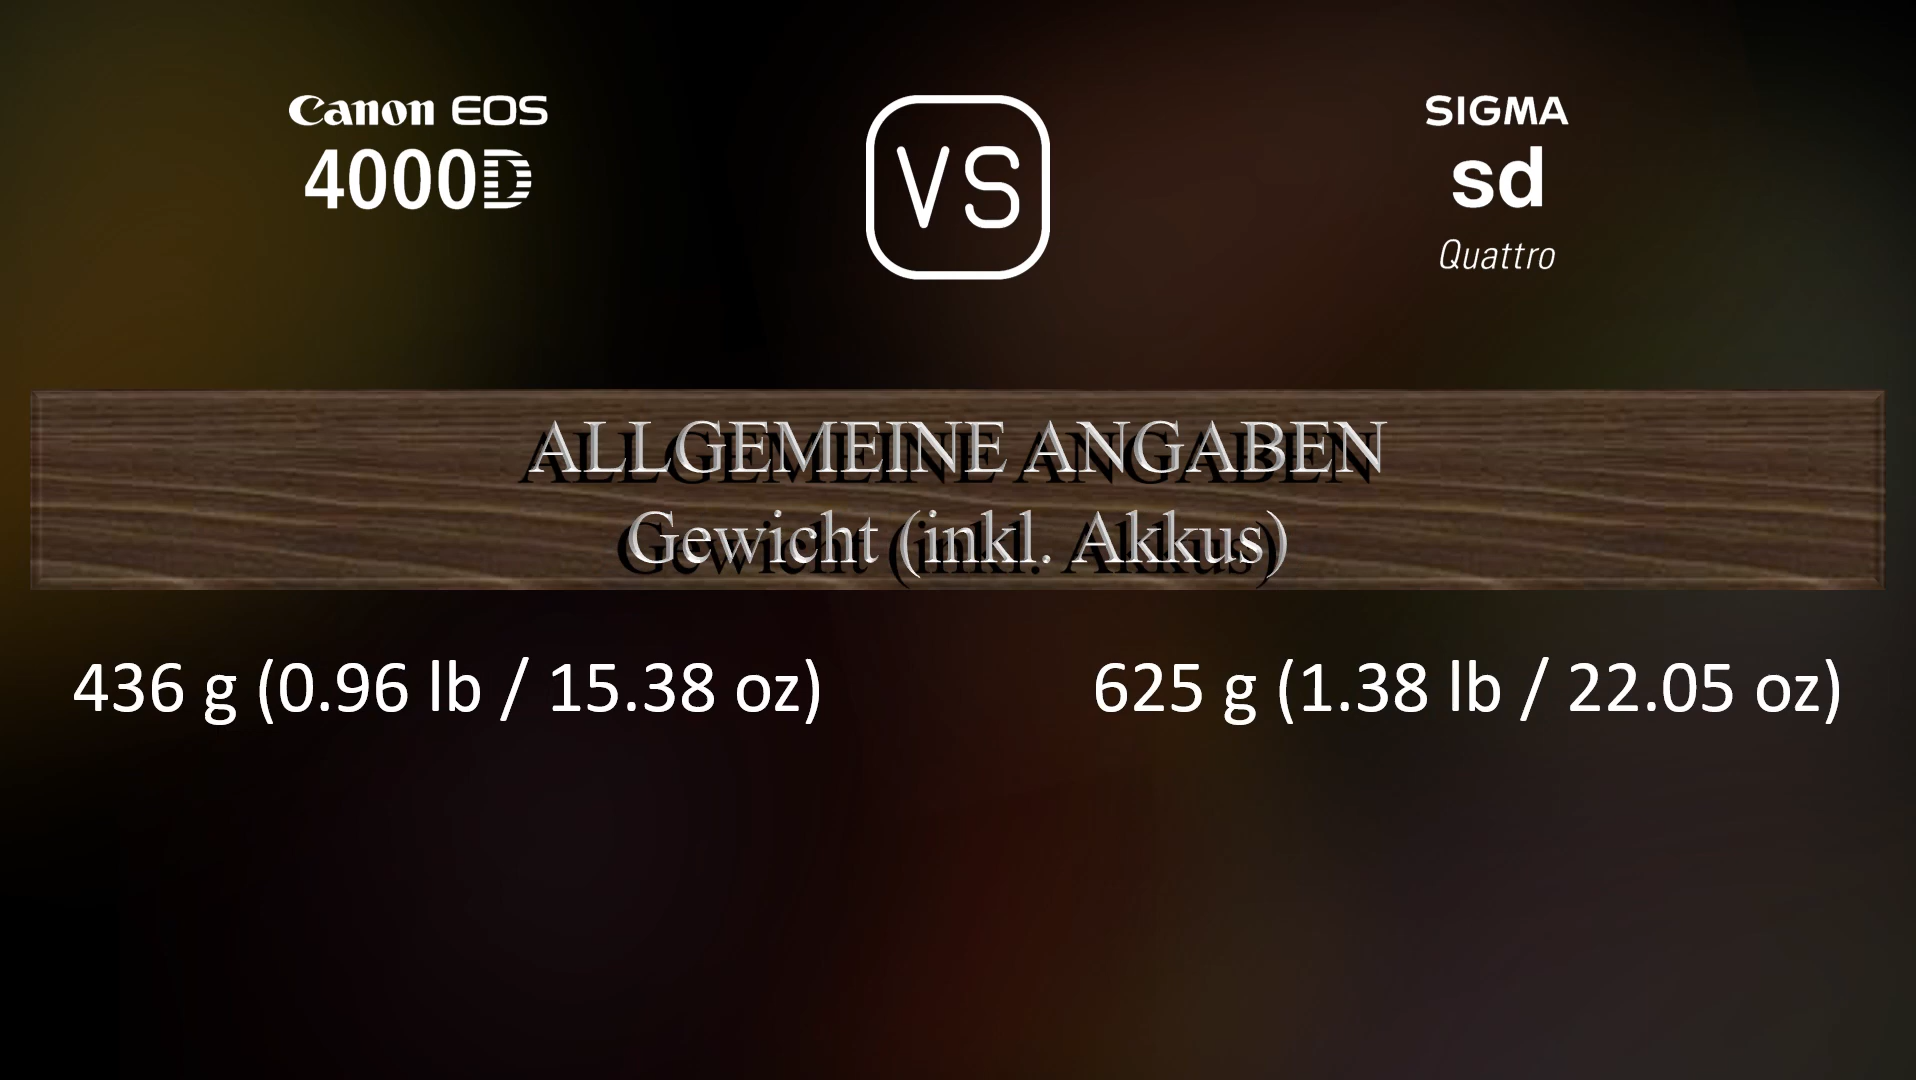 Canon EOS
4000D
VS
SIGMA
sd
Quattro
ALLGEMEINE ANGABEN
Gewicht (inkl. Akkus)
436 g (0.96 lb / 15.38 oz)
625 g (1.38 lb / 22.05 oz)